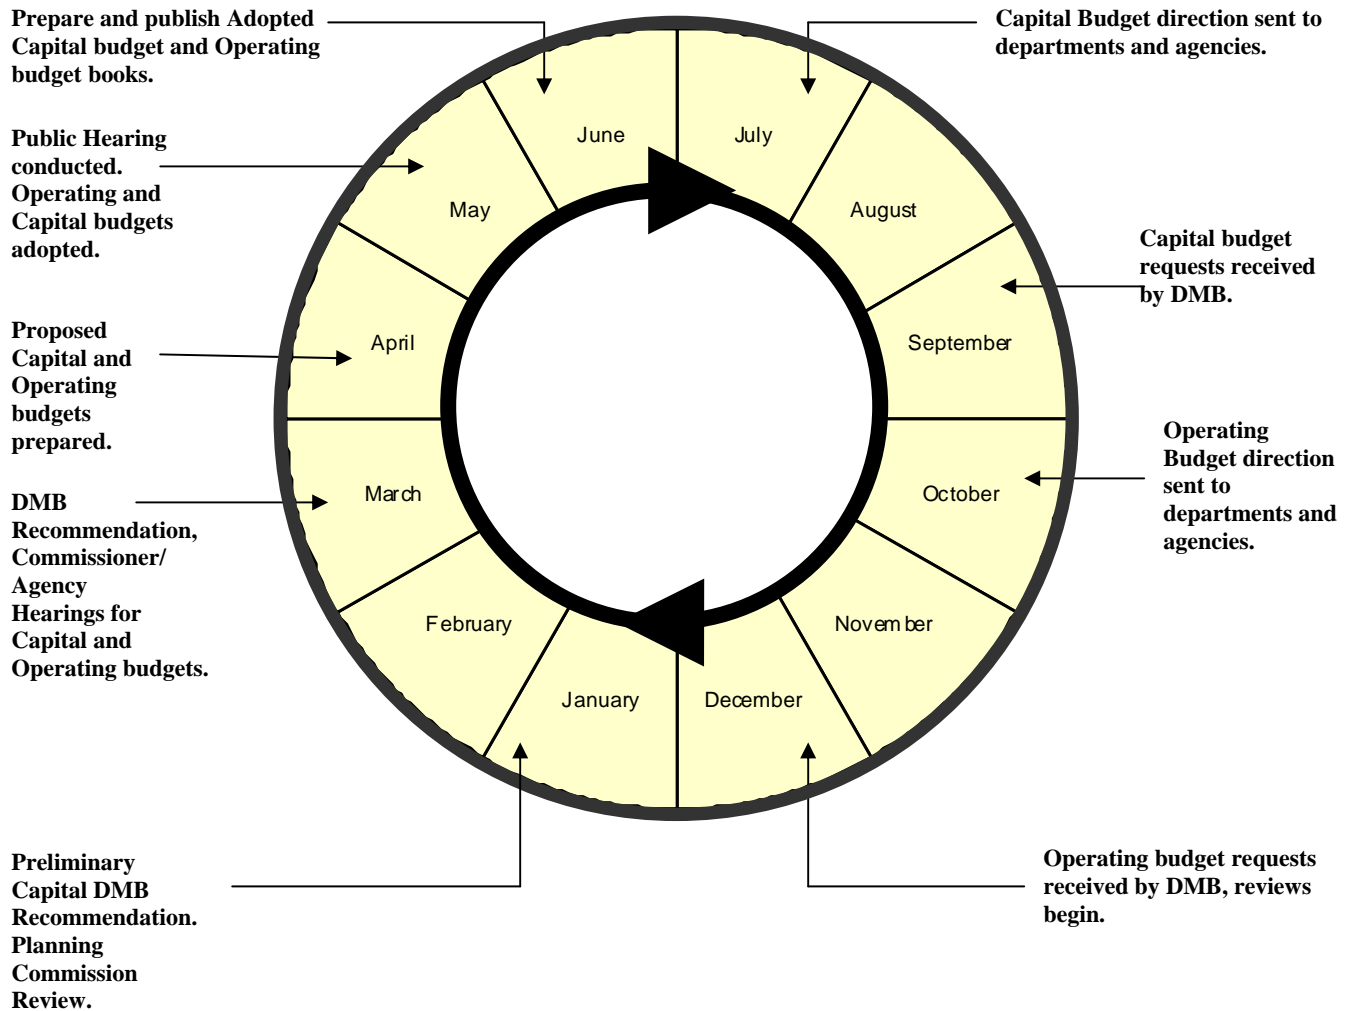 Prepare and publish Adopted
Capital budget and Operating
budget books.
Capital Budget direction sent to
departments and agencies.
Public Hearing
conducted.
Operating and
Capital budgets
adopted.
June
July
May
August
Capital budget
requests received
by DMB.
Proposed
Capital and
Operating
budgets
prepared.
April
September
Operating
Budget direction
sent to
departments and
agencies.
March
October
DMB
Recommendation,
Commissioner/
Agency
Hearings for
Capital and
Operating budgets.
February
November
January
December
Preliminary
Capital DMB
Recommendation.
Planning
Commission
Review.
Operating budget requests
received by DMB, reviews
begin.